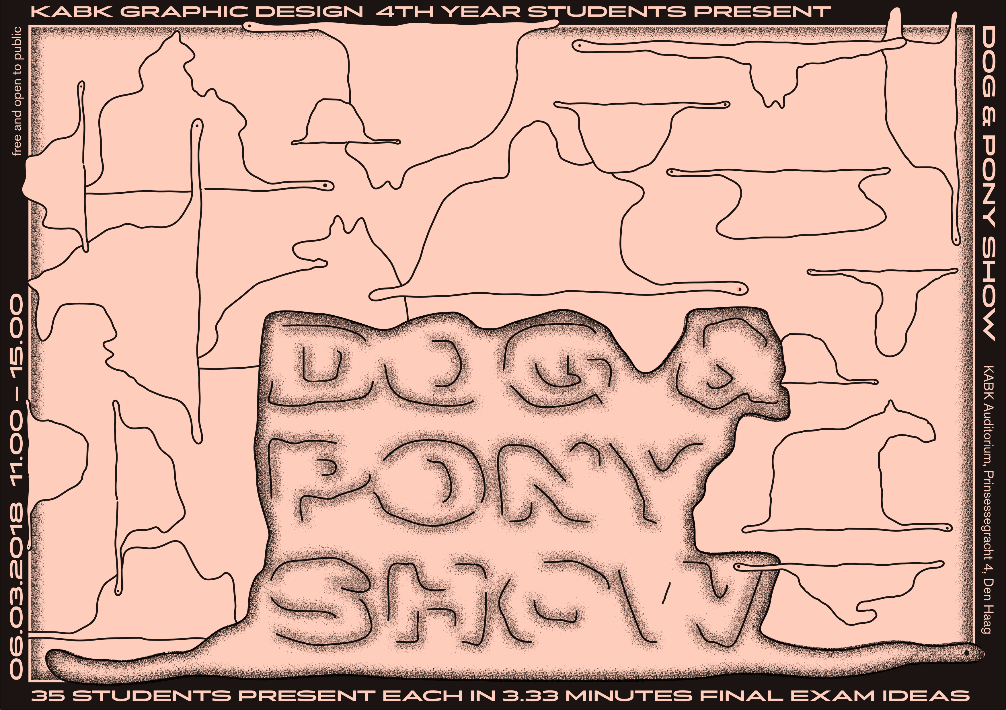 KABK GRAPHIC DESIGN 4TH YEAR STUDENTS PRESENT
free and open to public
DOG & PONY SHOW
DOG &
PONY
SHOW
06.03.2018 11.00 – 15.00
KABK Auditorium, Prinsessegracht 4, Den Haag
35 STUDENTS PRESENT EACH IN 3.33 MINUTES FINAL EXAM IDEAS